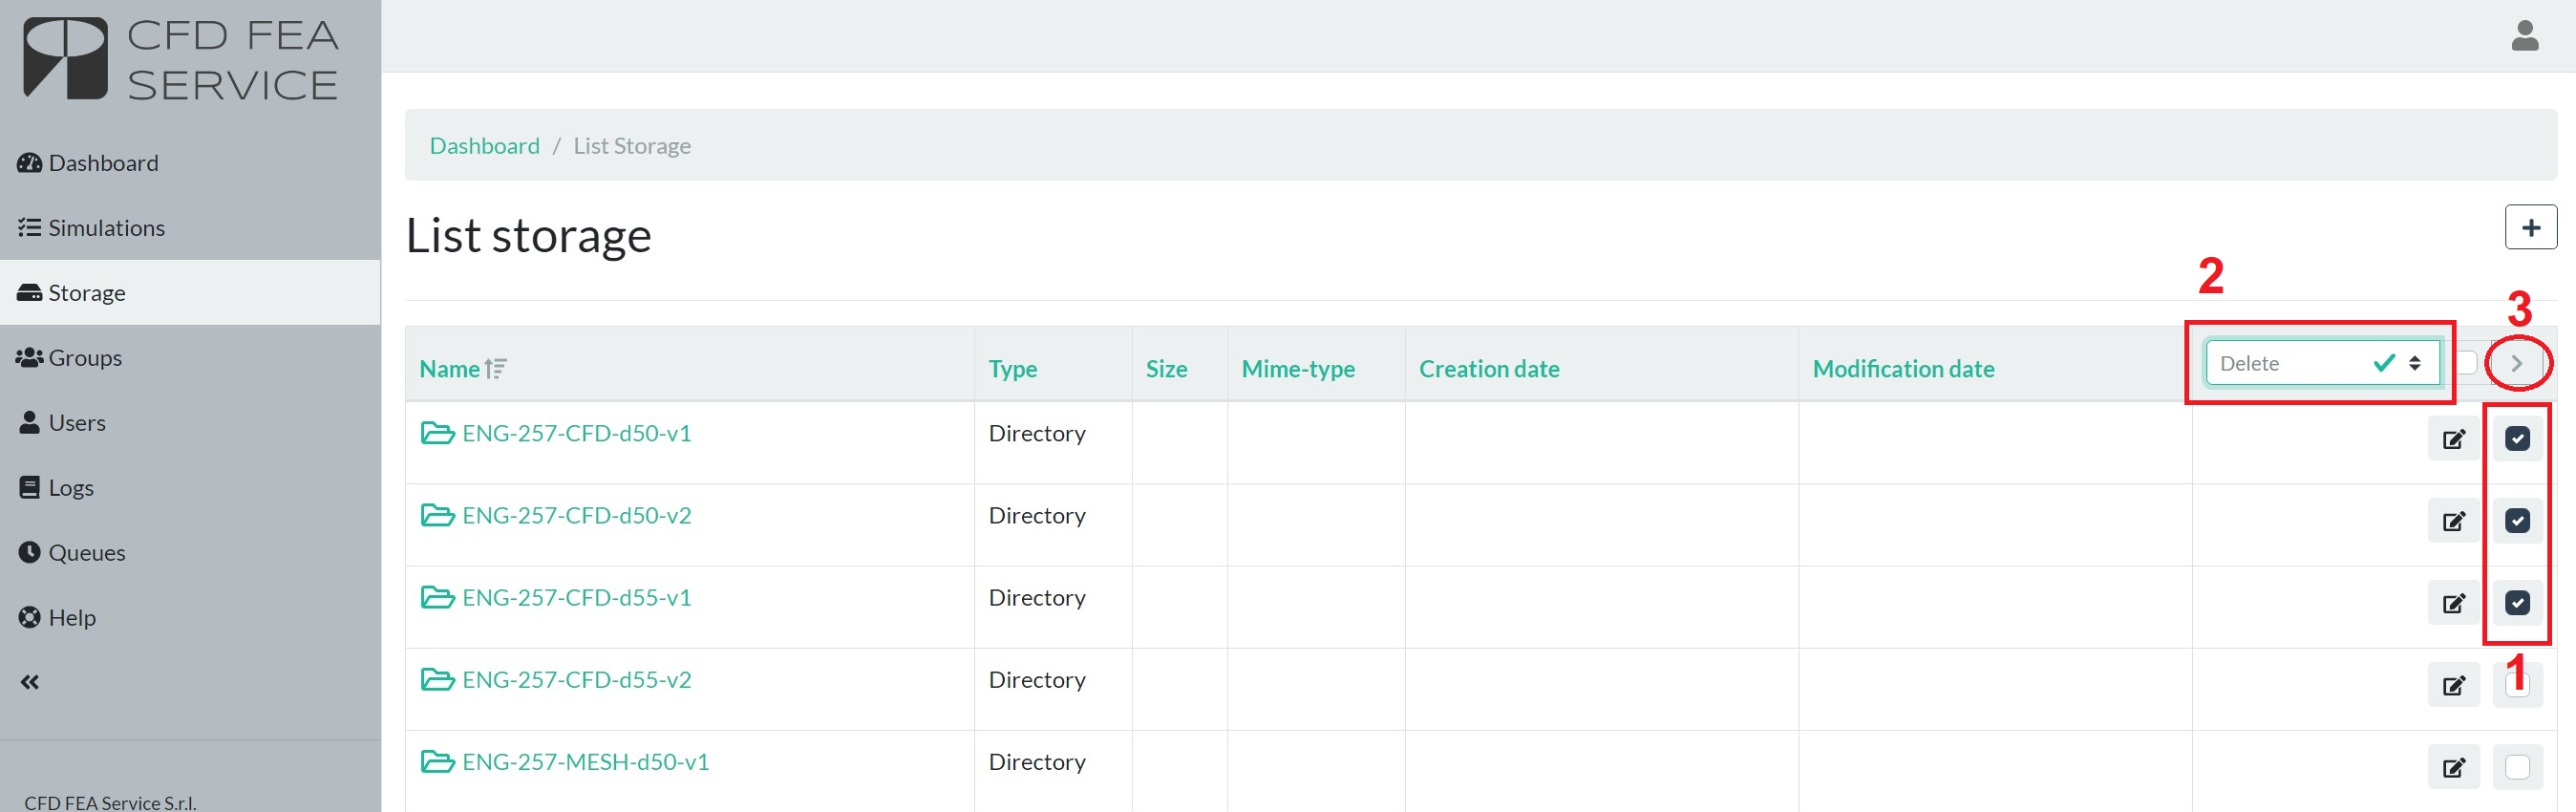 CFD FEA
SERVICE
Dashboard
Simulations
Storage
Groups
Users
Logs
Queues
Help
CFD FEA Service S.r.l.
Dashboard / List Storage
List storage
2
3
Name Type Size Mime-type Creation date Modification date Delete
ENG-257-CFD-d50-v1 Directory
ENG-257-CFD-d50-v2 Directory
ENG-257-CFD-d55-v1 Directory
1
ENG-257-CFD-d55-v2 Directory
ENG-257-MESH-d50-v1 Directory